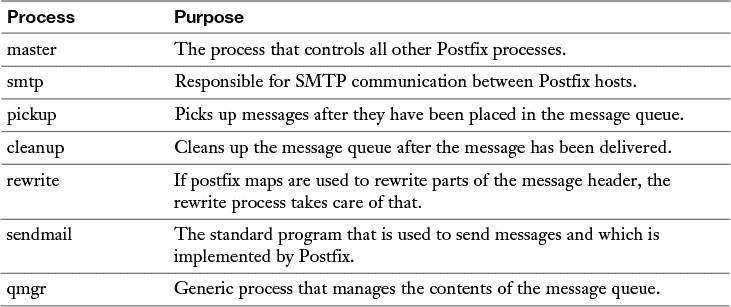 Process Purpose
master The process that controls all other Postfix processes.
smtp Responsible for SMTP communication between Postfix hosts.
pickup Picks up messages after they have been placed in the message queue.
cleanup Cleans up the message queue after the message has been delivered.
rewrite If postfix maps are used to rewrite parts of the message header, the
rewrite process takes care of that.
sendmail The standard program that is used to send messages and which is
implemented by Postfix.
qmgr Generic process that manages the contents of the message queue.